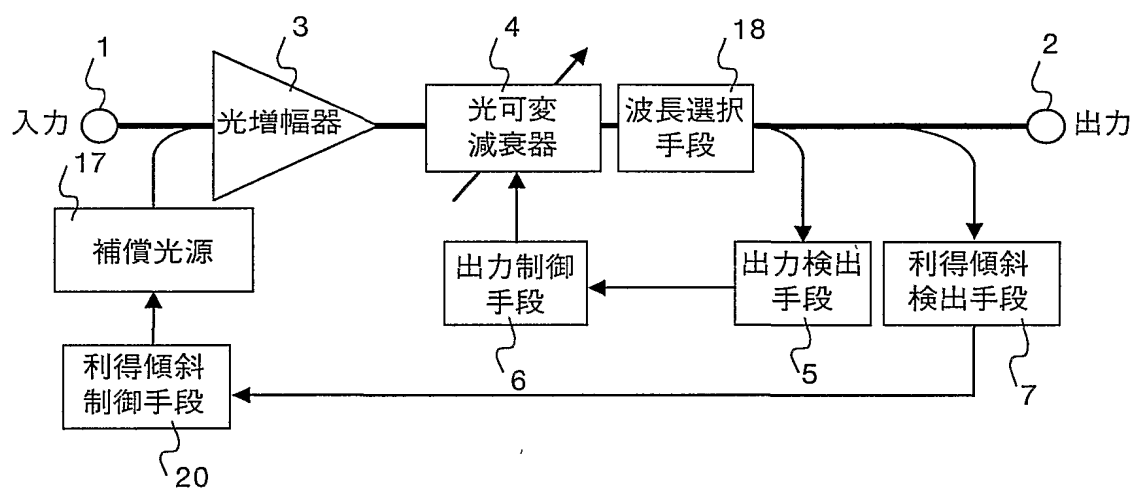 1
3
4
18
2
入力
光増幅器
光可変
減衰器
波長選択
手段
出力
17
補償光源
出力制御
手段
出力検出
手段
利得傾斜
検出手段
6
5
7
利得傾斜
制御手段
20